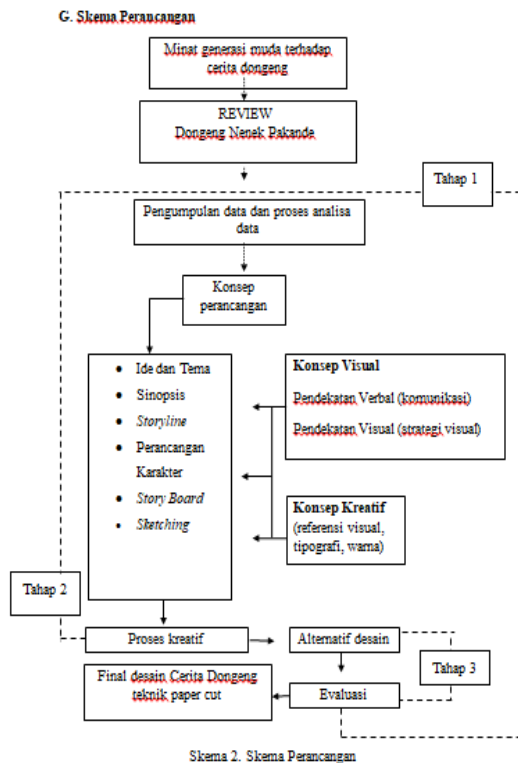 G. Skema Perancangan
Minat generasi muda terhadap
cerita dongeng
REVIEW
Dongeng Nenek Pakande
Tahap 1
Pengumpulan data dan proses analisa
data
Konsep
perancangan
• Ide dan Tema
• Sinopsis
• Storyline
• Perancangan
Karakter
• Story Board
• Sketching
Konsep Visual
Pendekatan Verbal (komunikasi)
Pendekatan Visual (strategi visual)
Konsep Kreatif
(referensi visual,
tipografi, warna)
Tahap 2
Proses kreatif
Alternatif desain
Tahap 3
Final desain Cerita Dongeng
teknik paper cut
Evaluasi
Skema 2. Skema Perancangan